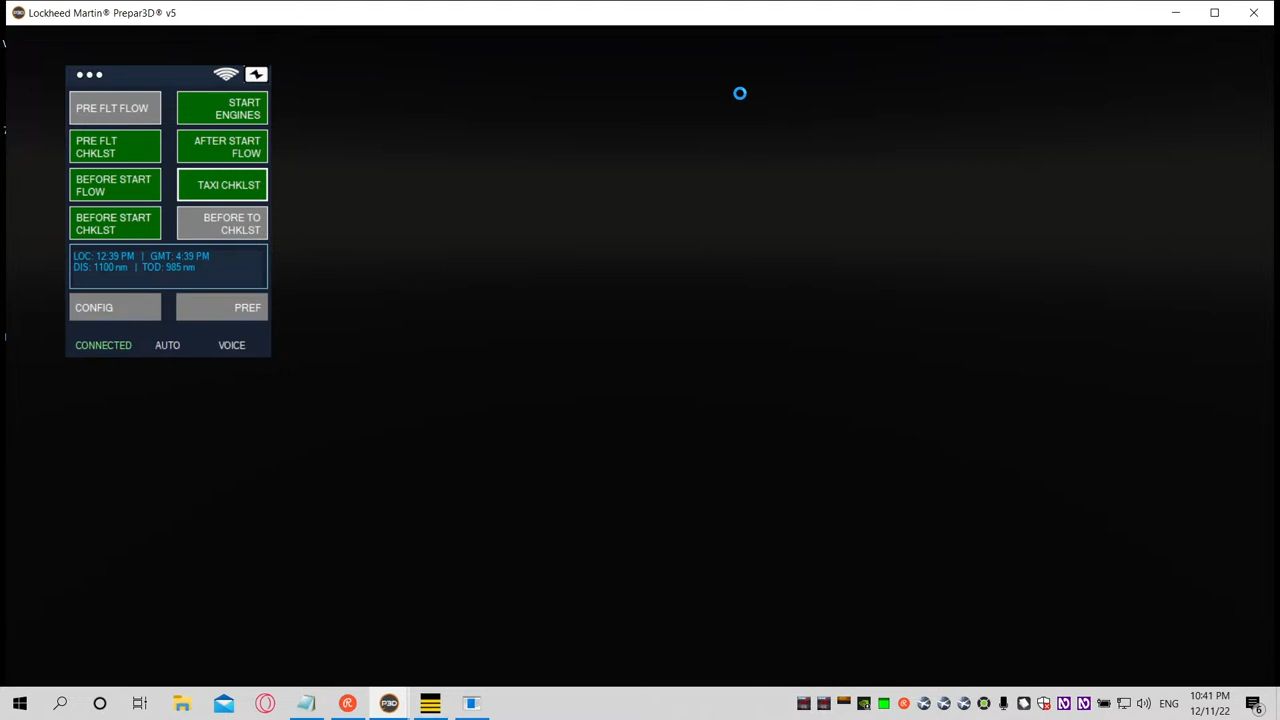 Lockheed Martin® Prepar3D® v5
PRE FLT FLOW
START
ENGINES
PRE FLT
CHKLST
AFTER START
FLOW
BEFORE START
FLOW
TAXI CHKLST
BEFORE START
CHKLST
BEFORE TO
CHKLST
LOC: 12:39 PM | GMT: 4:39 PM
DIS: 1100 nm | TOD: 985 nm
CONFIG
PREF
CONNECTED
AUTO
VOICE
P3D
ENG
10:41 PM
12/11/22
6